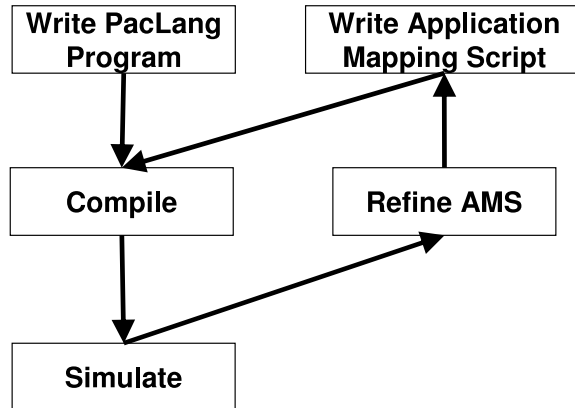 Write PacLang
Program
Write Application
Mapping Script
Compile
Refine AMS
Simulate